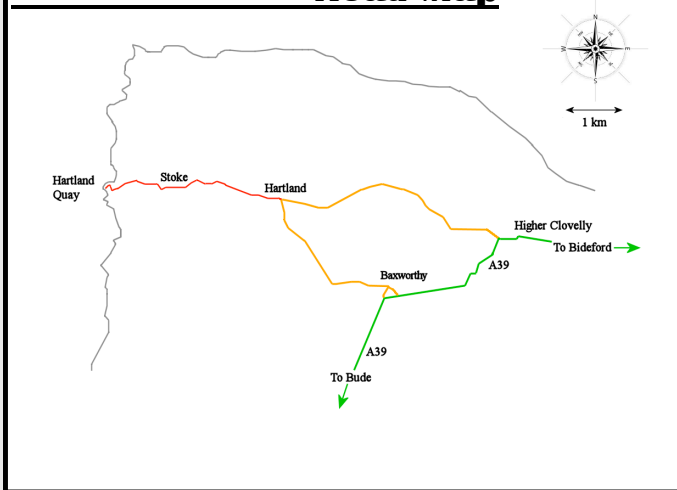 N
W
E
S
1 km
Hartland
Quay
Stoke
Hartland
Higher Clovelly
To Bideford
A39
Baxworthy
A39
To Bude